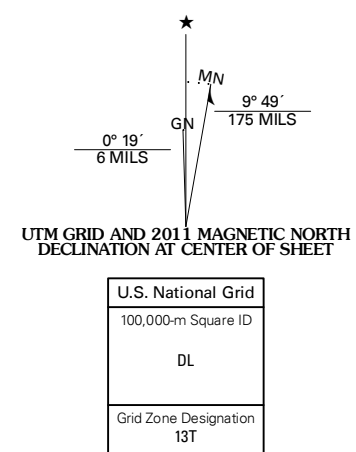 ★
MN
GN
9° 49´
175 MILS
0° 19´
6 MILS
UTM GRID AND 2011 MAGNETIC NORTH
DECLINATION AT CENTER OF SHEET
U.S. National Grid
100,000-m Square ID
DL
Grid Zone Designation
13T